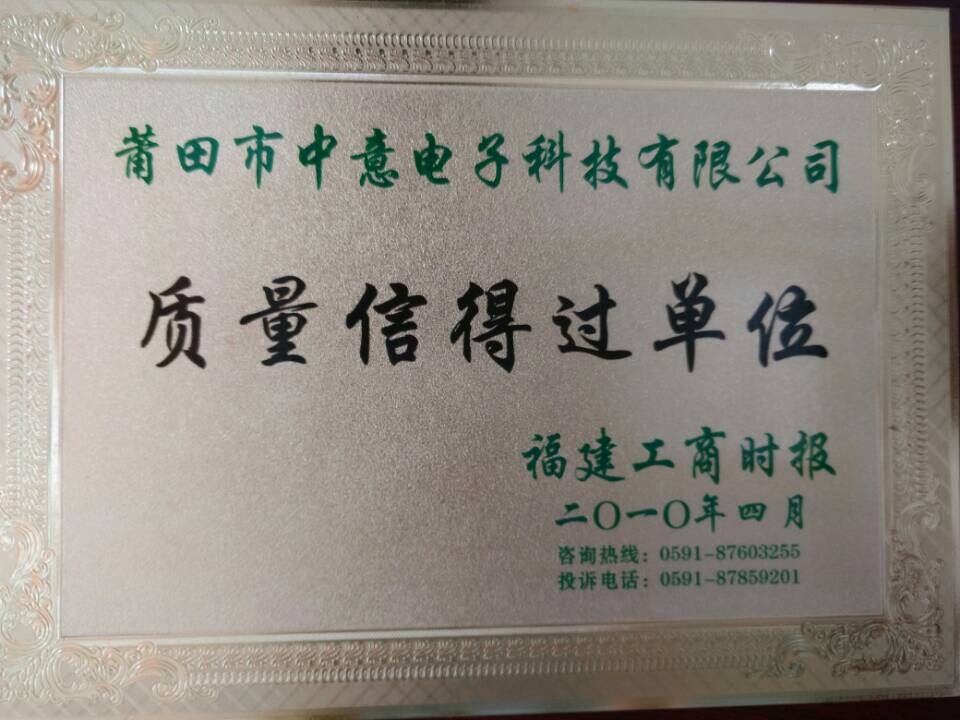 莆田市中意电子科技有限公司
质量信得过单位
福建工商时报
二〇一〇年四月
咨询热线：0591-87603255
投诉电话：0591-87859201